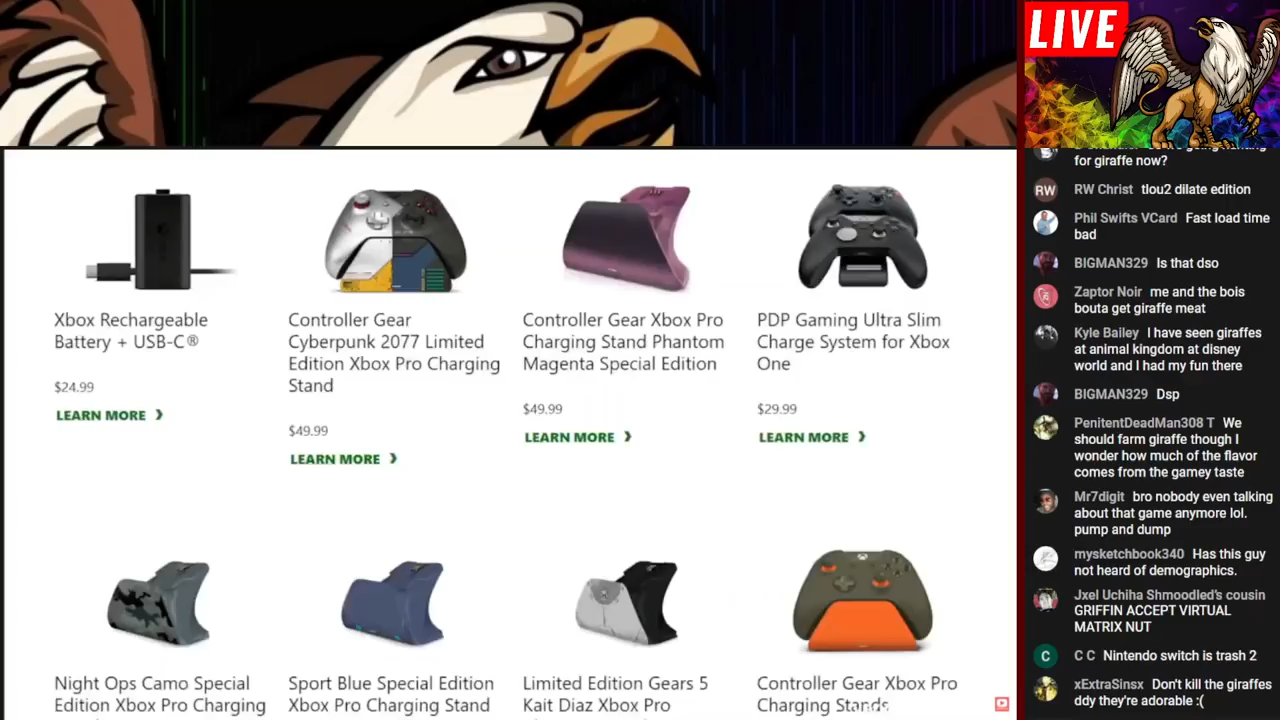 LIVE
Xbox Rechargeable
Battery + USB-C®
$24.99
LEARN MORE
Controller Gear
Cyberpunk 2077 Limited
Edition Xbox Pro Charging
Stand
$49.99
LEARN MORE
Controller Gear Xbox Pro
Charging Stand Phantom
Magenta Special Edition
$49.99
LEARN MORE
PDP Gaming Ultra Slim
Charge System for Xbox
One
$29.99
LEARN MORE
Night Ops Camo Special
Edition Xbox Pro Charging
Sport Blue Special Edition
Xbox Pro Charging Stand
Limited Edition Gears 5
Kait Diaz Xbox Pro
Controller Gear Xbox Pro
Charging Stands
for giraffe now?
RW RW Christ tlou2 dilate edition
Phil Swifts VCard Fast load time
bad
BIGMAN329 Is that dso
Zaptor Noir me and the bois
bouta get giraffe meat
Kyle Bailey I have seen giraffes
at animal kingdom at disney
world and I had my fun there
BIGMAN329 Dsp
PenitentDeadMan308 T We
should farm giraffe though I
wonder how much of the flavor
comes from the gamey taste
Mr7digit bro nobody even talking
about that game anymore lol.
pump and dump
mysketchbook340 Has this guy
not heard of demographics.
Jxel Uchiha Shmoodled's cousin
GRIFFIN ACCEPT VIRTUAL
MATRIX NUT
C C C Nintendo switch is trash 2
xExtraSinsx Don't kill the giraffes
ddy they're adorable :(